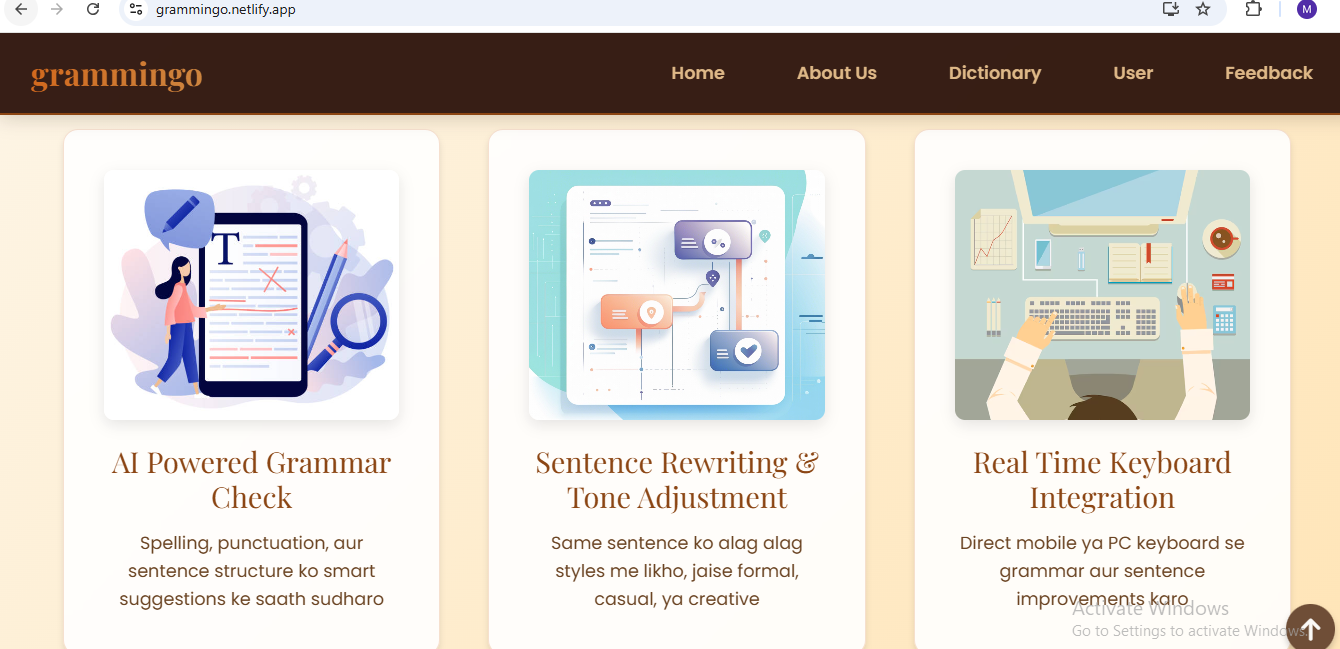 grammingo.netlify.app
M
grammingo
Home About Us Dictionary User Feedback
T
AI Powered Grammar
Check
Spelling, punctuation, aur
sentence structure ko smart
suggestions ke saath sudharo
Sentence Rewriting &
Tone Adjustment
Same sentence ko alag alag
styles me likho, jaise formal,
casual, ya creative
Real Time Keyboard
Integration
Direct mobile ya PC keyboard se
grammar aur sentence
improvements karo
Activate Windows
Go to Settings to activate Windows.